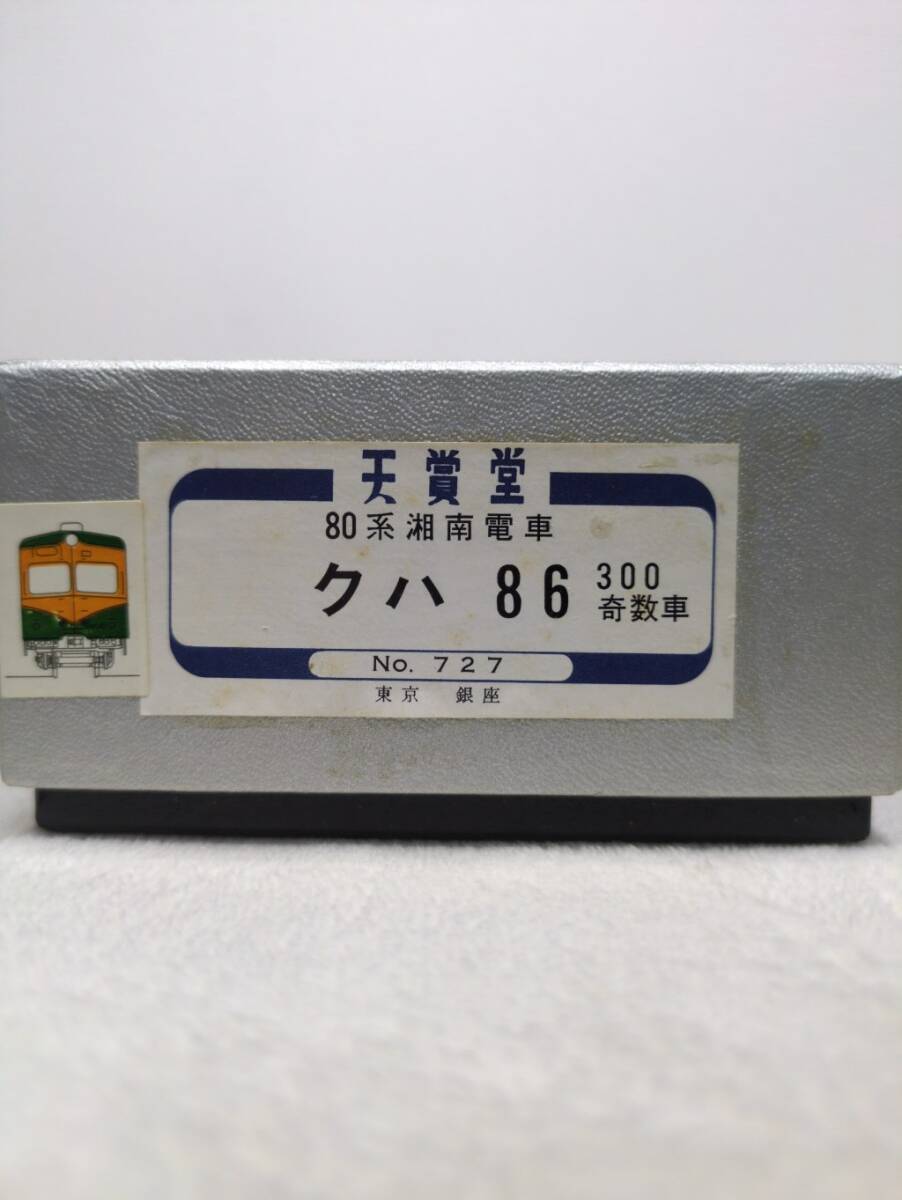 天賞堂
80系湘南電車
クハ 86 300
奇数車
No. 727
東京 銀座